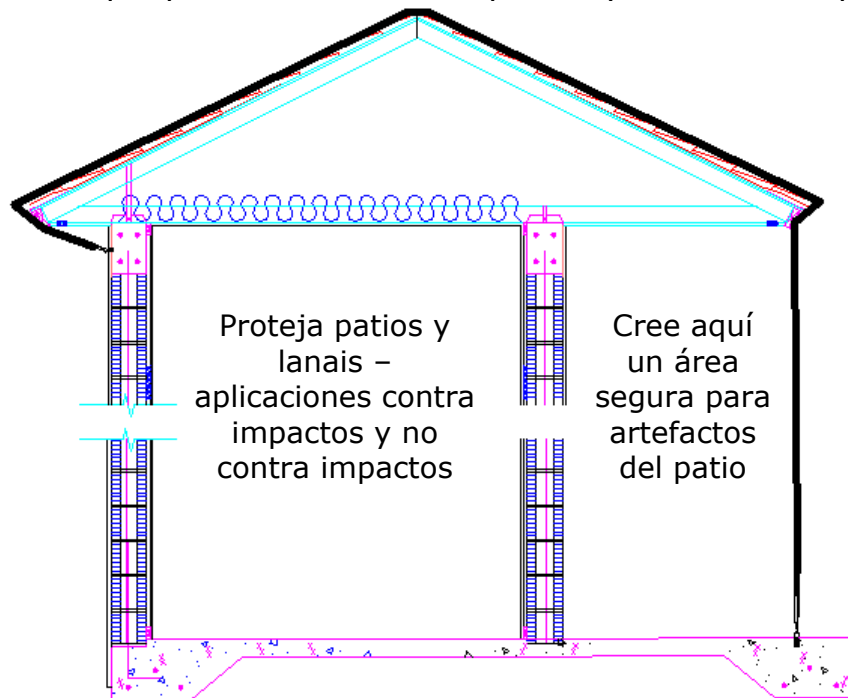 Proteja patios y
lanais –
aplicaciones contra
impactos y no
contra impactos
Cree aquí
un área
segura para
artefactos
del patio